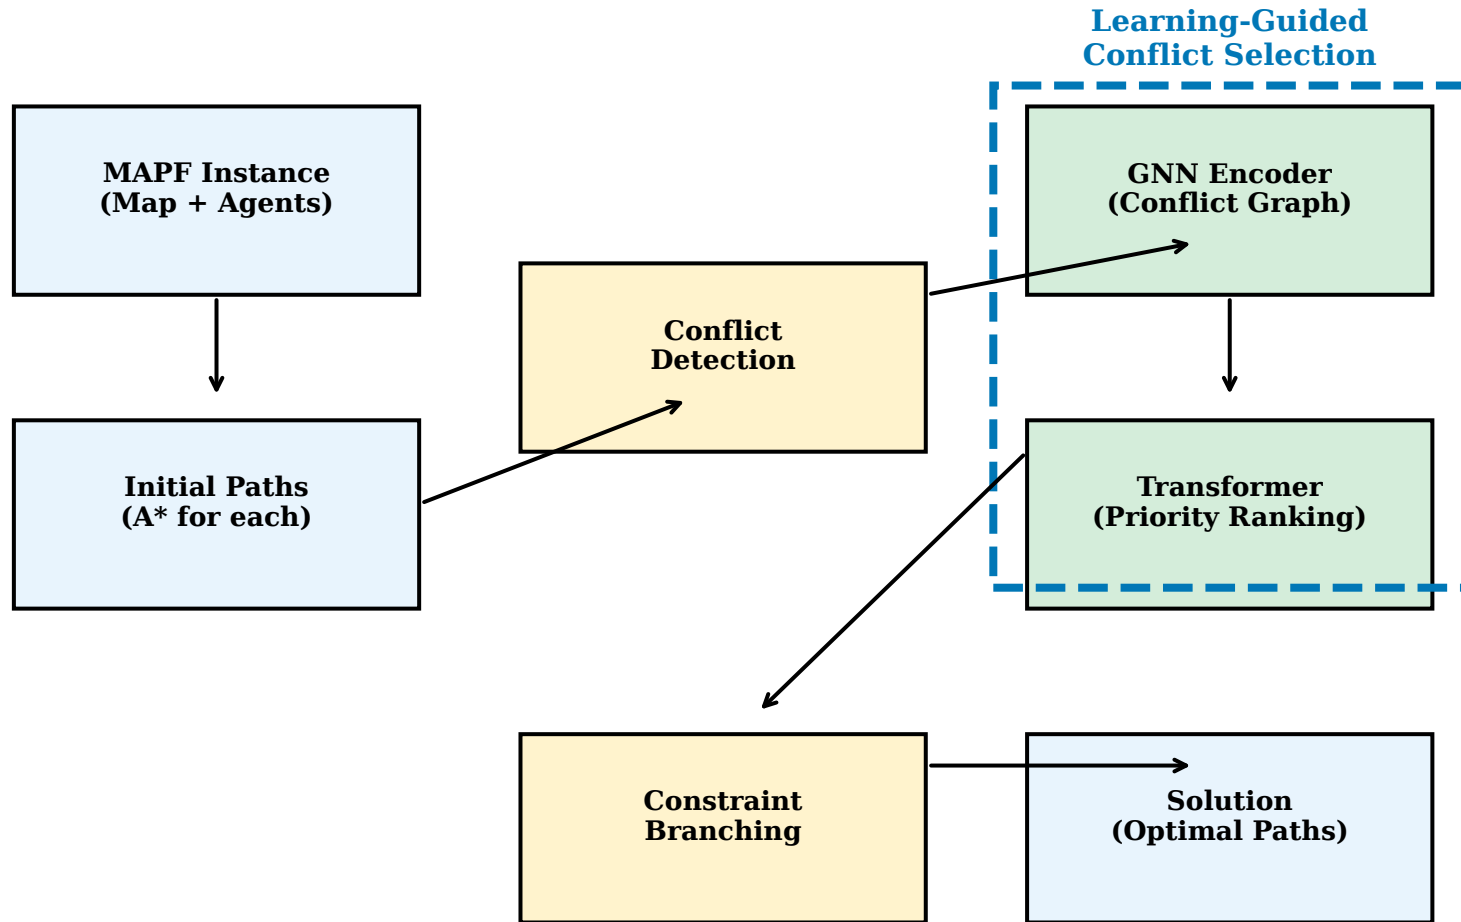 Learning-Guided
Conflict Selection
MAPF Instance
(Map + Agents)
GNN Encoder
(Conflict Graph)
Conflict
Detection
Initial Paths
(A* for each)
Transformer
(Priority Ranking)
Constraint
Branching
Solution
(Optimal Paths)